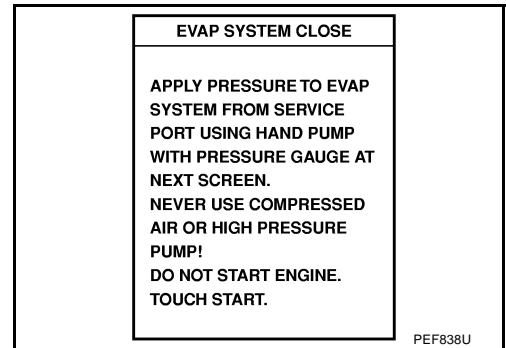 EVAP SYSTEM CLOSE
APPLY PRESSURE TO EVAP
SYSTEM FROM SERVICE
PORT USING HAND PUMP
WITH PRESSURE GAUGE AT
NEXT SCREEN.
NEVER USE COMPRESSED
AIR OR HIGH PRESSURE
PUMP!
DO NOT START ENGINE.
TOUCH START.
PEF838U